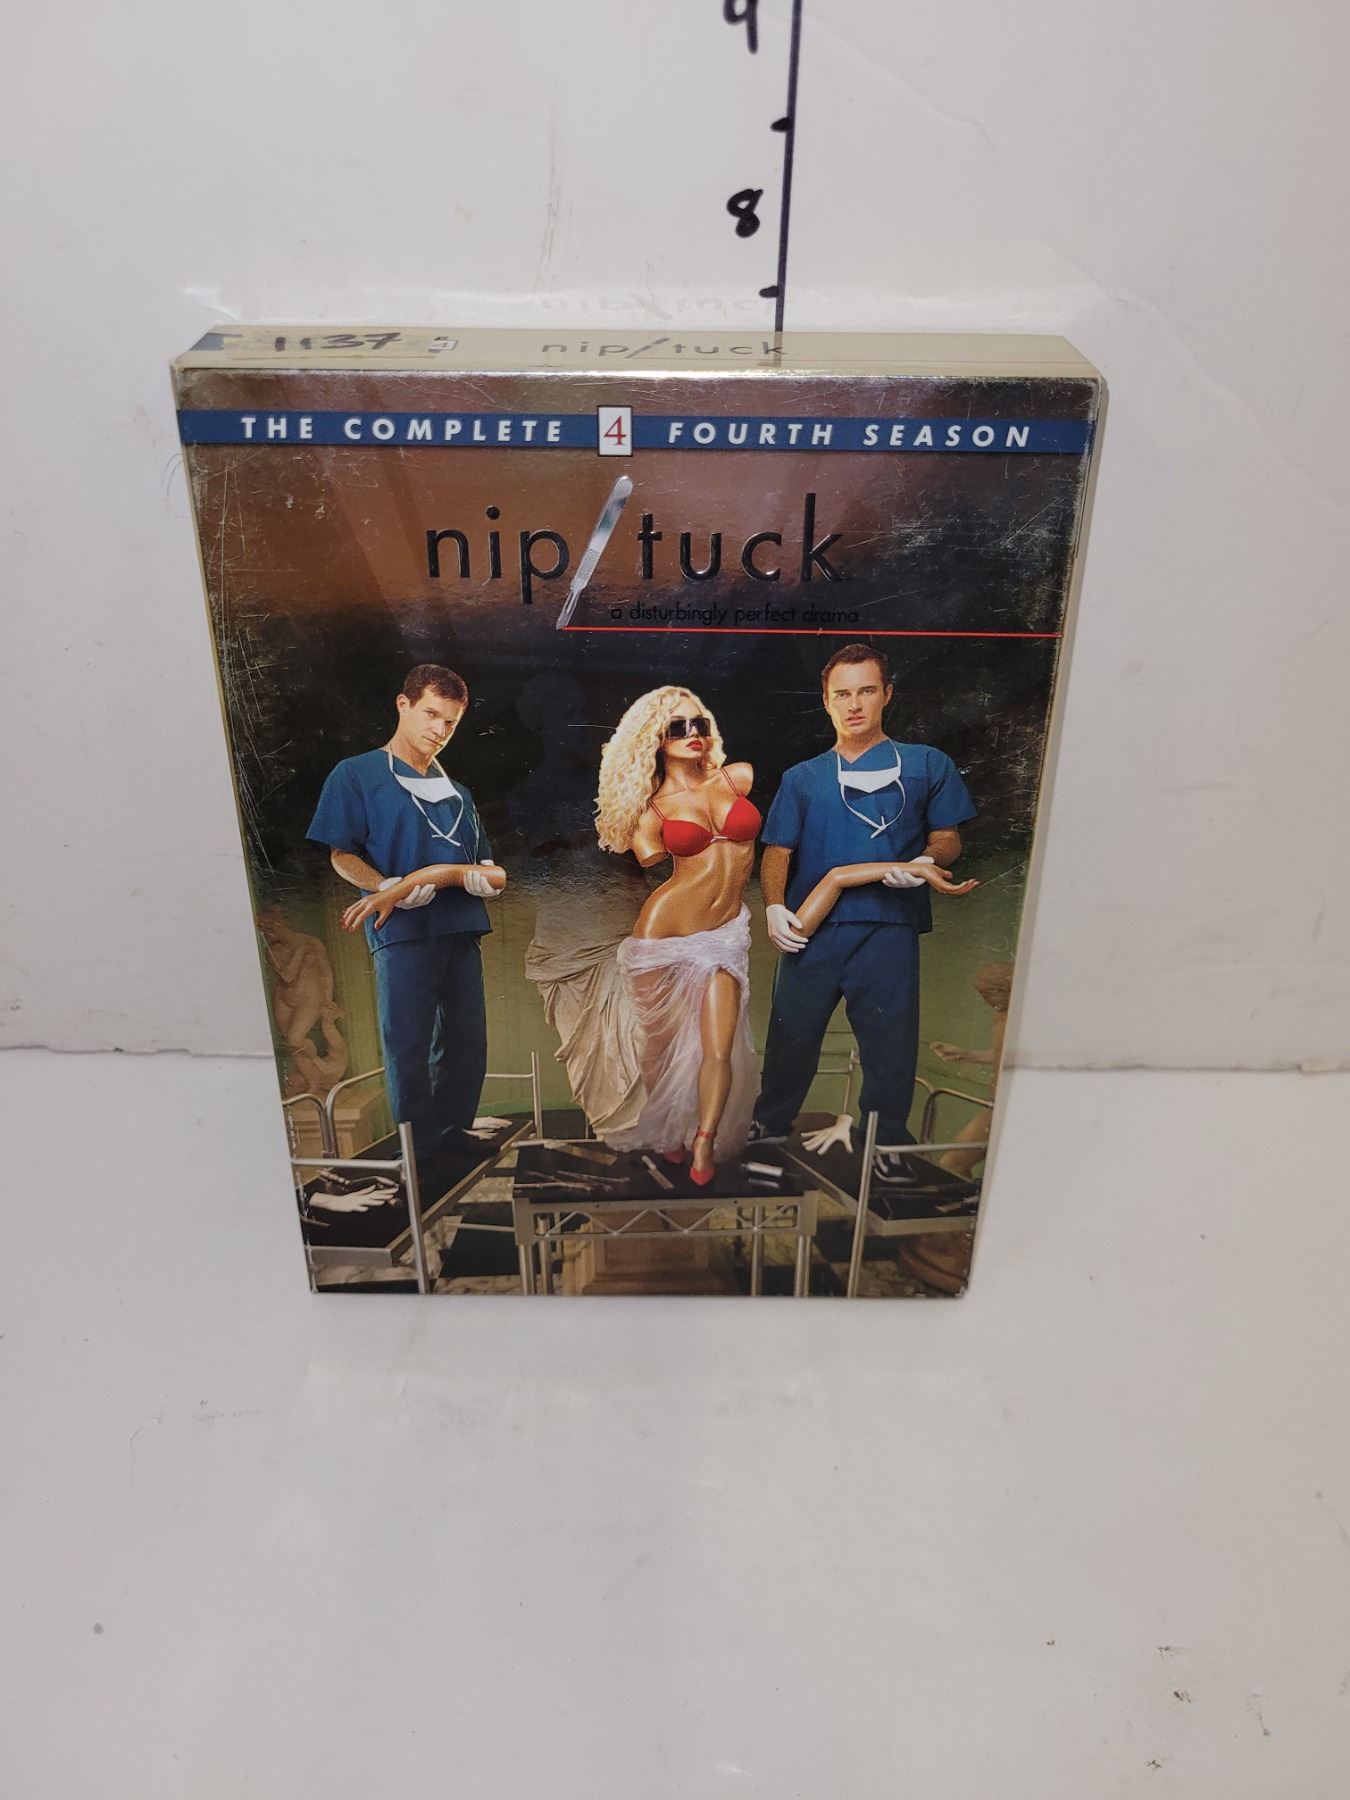 9
8
1137
nip/tuck
THE COMPLETE 4 FOURTH SEASON
nip/tuck
a disturbingly perfect drama